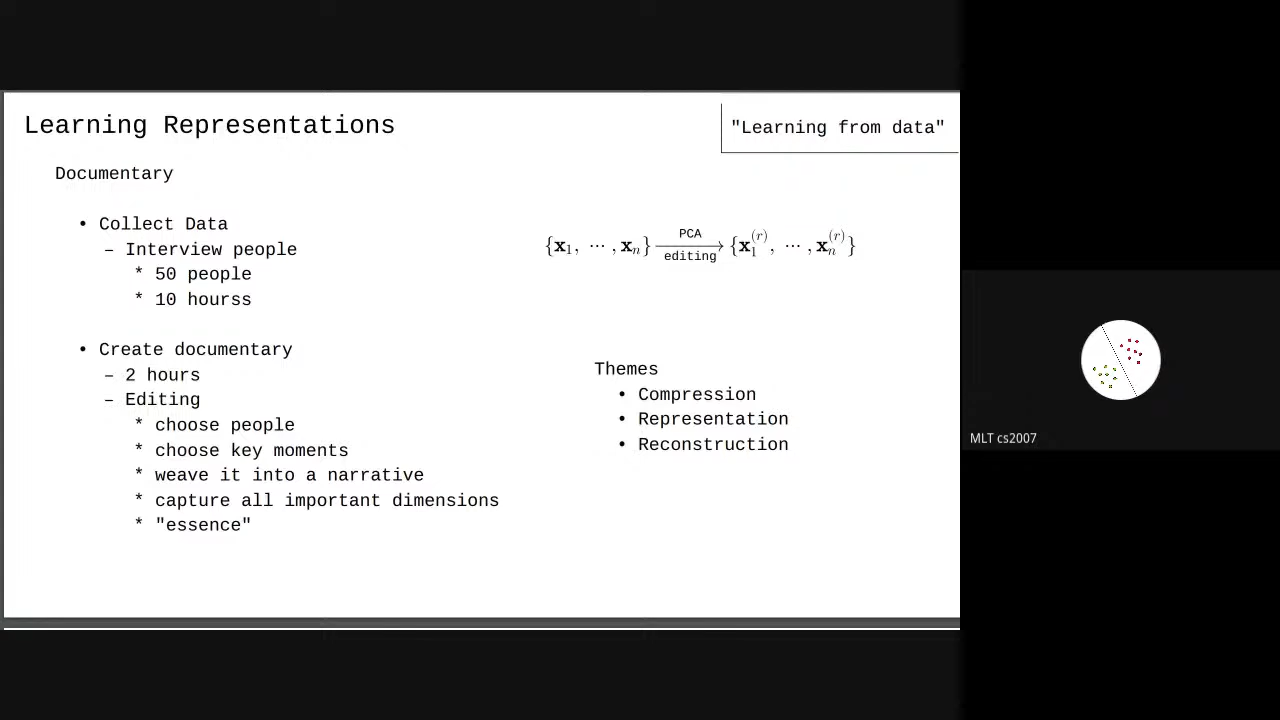 Learning Representations
"Learning from data"
Documentary
• Collect Data
– Interview people
* 50 people
* 10 hourss
• Create documentary
– 2 hours
– Editing
* choose people
* choose key moments
* weave it into a narrative
* capture all important dimensions
* "essence"
{x₁, ⋯ , xₙ} PCA editing → {x₁⁽ʳ⁾, ⋯ , xₙ⁽ʳ⁾}
Themes
• Compression
• Representation
• Reconstruction
MLT cs2007